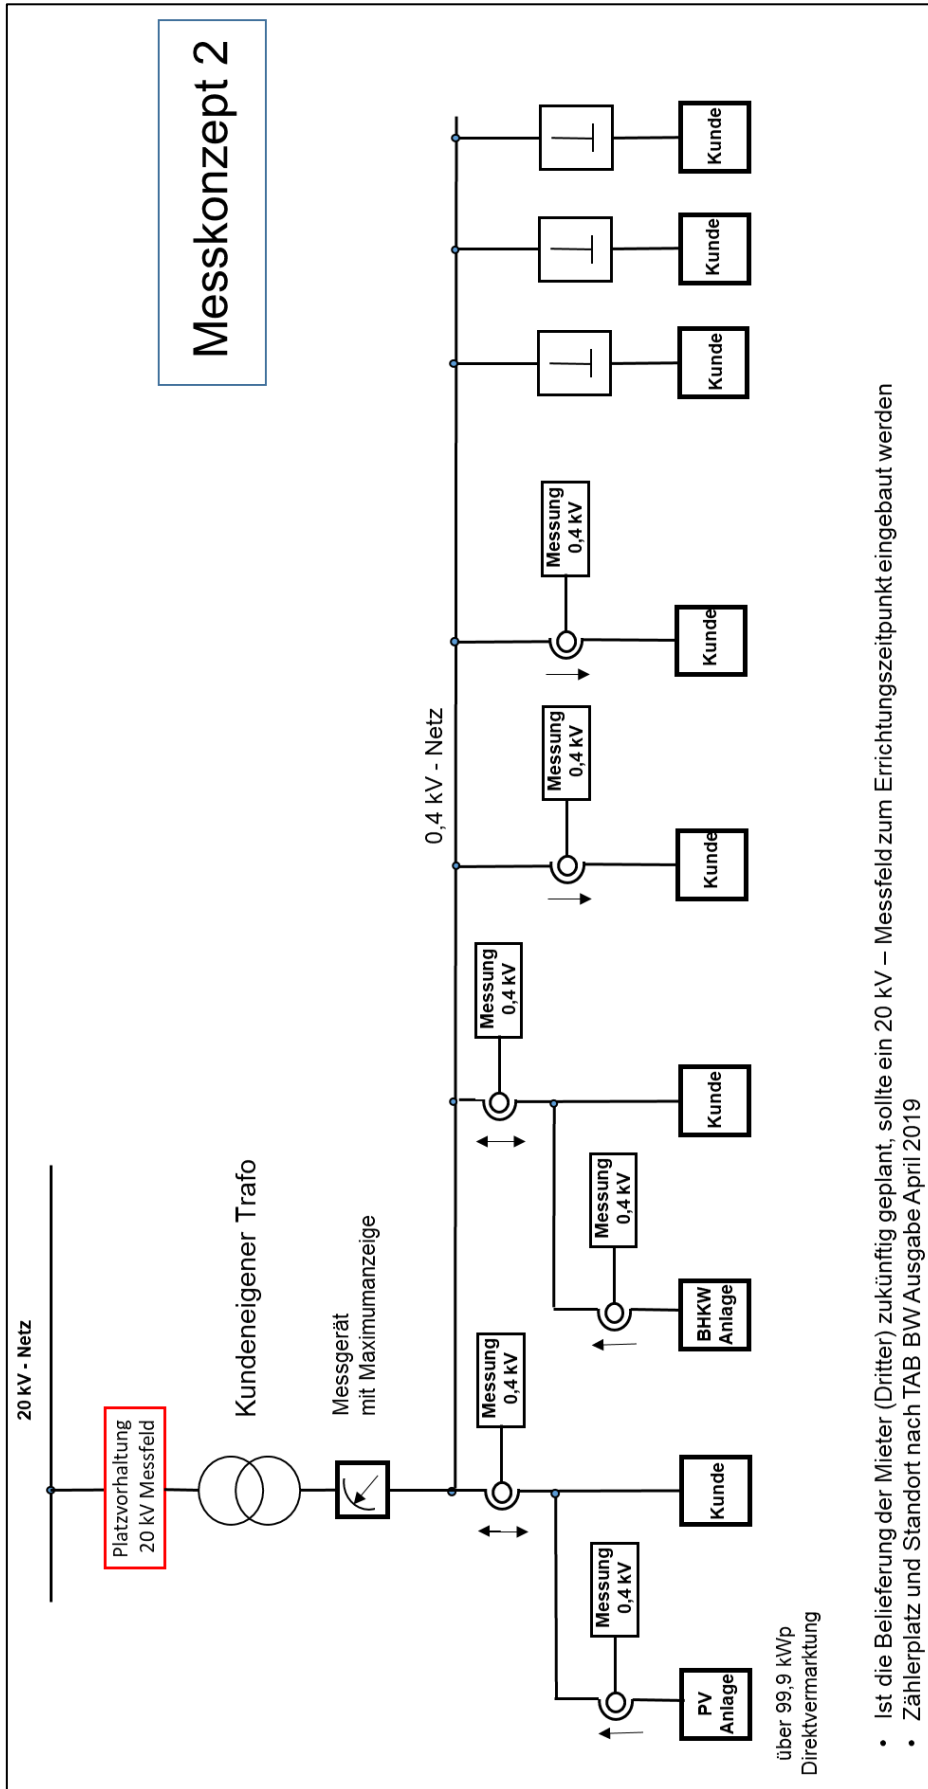 Messkonzept 2
20 kV - Netz
Platzvorhaltung
20 kV Messfeld
Kundeneigener Trafo
Messgerät
mit Maximumanzeige
0,4 kV - Netz
Messung
0,4 kV
Messung
0,4 kV
Messung
0,4 kV
Messung
0,4 kV
Messung
0,4 kV
Messung
0,4 kV
PV
Anlage
Kunde
BHKW
Anlage
Kunde
Kunde
Kunde
Kunde
Kunde
Kunde
über 99,9 kWp
Direktvermarktung
• Ist die Belieferung der Mieter (Dritter) zukünftig geplant, sollte ein 20 kV – Messfeld zum Errichtungszeitpunkt eingebaut werden
• Zählerplatz und Standort nach TAB BW Ausgabe April 2019